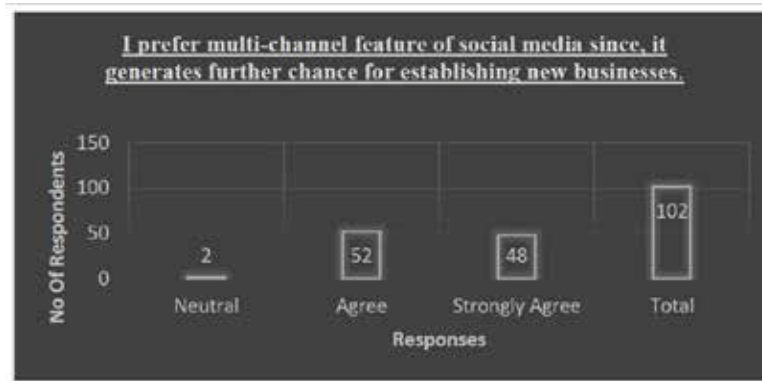 I prefer multi-channel feature of social media since, it
generates further chance for establishing new businesses.
150
100
50
0
No Of Respondents
2
52
48
102
Neutral
Agree
Strongly Agree
Total
Responses